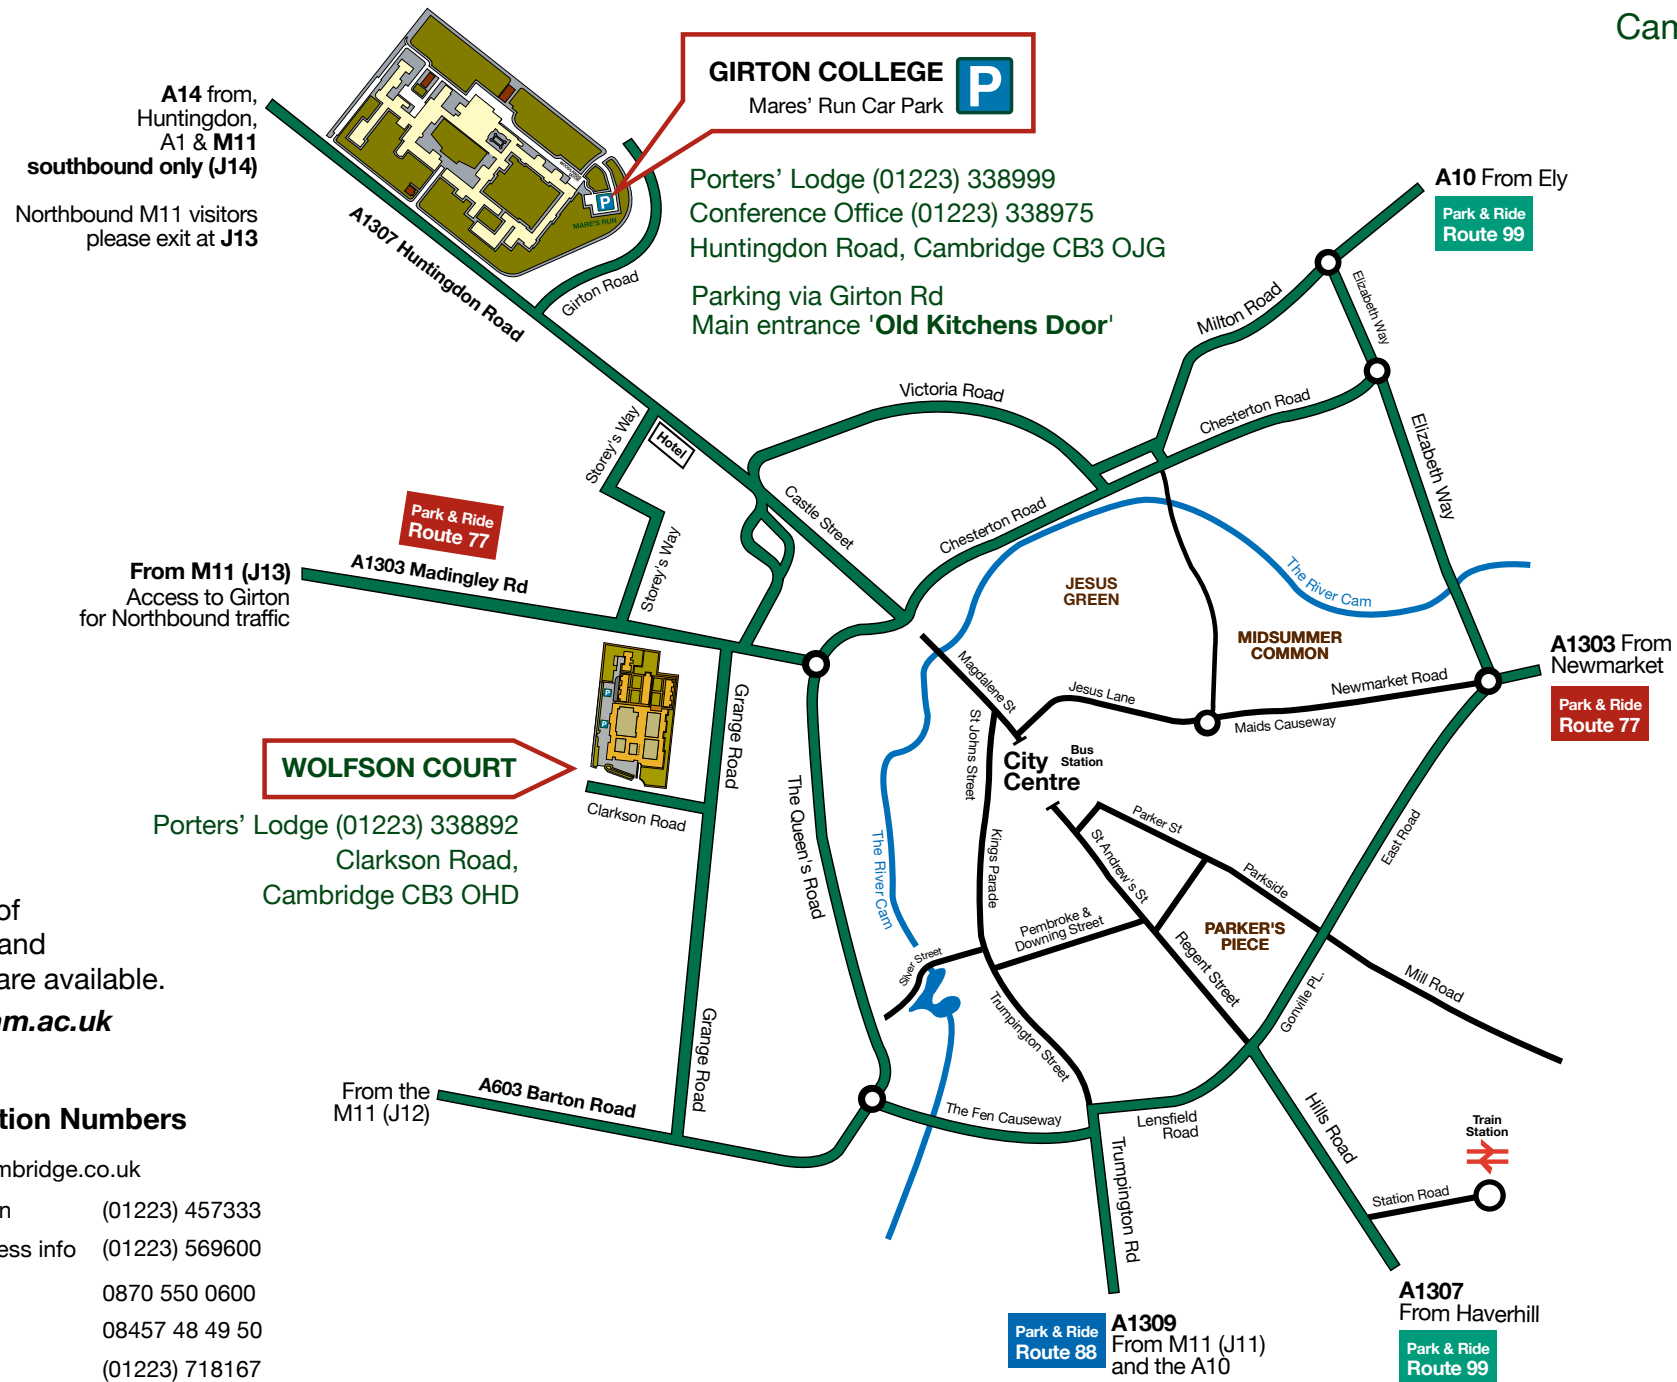 Cam
GIRTON COLLEGE
Mares' Run Car Park
P
A14 from,
Huntingdon,
A1 & M11
southbound only (J14)
Northbound M11 visitors
please exit at J13
P
MARE'S RUN
Porters' Lodge (01223) 338999
Conference Office (01223) 338975
Huntingdon Road, Cambridge CB3 OJG
Parking via Girton Rd
Main entrance 'Old Kitchens Door'
A10 From Ely
Park & Ride
Route 99
A1307 Huntingdon Road
Girton Road
Milton Road
Elizabeth Way
Victoria Road
Chesterton Road
Elizabeth Way
Storey's Way
Hotel
Castle Street
Chesterton Road
Park & Ride
Route 77
A1303 Madingley Rd
Storey's Way
From M11 (J13)
Access to Girton
for Northbound traffic
JESUS
GREEN
The River Cam
MIDSUMMER
COMMON
A1303 From
Newmarket
Park & Ride
Route 77
Magdalene St
Jesus Lane
Newmarket Road
Maids Causeway
P
P
Grange Road
St Johns Street
City
Centre
Bus
Station
WOLFSON COURT
Clarkson Road
Porters' Lodge (01223) 338892
Clarkson Road,
Cambridge CB3 OHD
The Queen's Road
The River Cam
Kings Parade
Parker St
St Andrew's St
Parkside
East Road
Pembroke &
Downing Street
PARKER'S
PIECE
Regent Street
Silver Street
Gonville PL.
Mill Road
of
and
are available.
m.ac.uk
Trumpington Street
Grange Road
From the
M11 (J12)
A603 Barton Road
The Fen Causeway
Lensfield
Road
Hills Road
Train
Station
Station Road
Trumpington Rd
tion Numbers
mbridge.co.uk
n (01223) 457333
ess info (01223) 569600
0870 550 0600
08457 48 49 50
(01223) 718167
Park & Ride
Route 88
A1309
From M11 (J11)
and the A10
A1307
From Haverhill
Park & Ride
Route 99